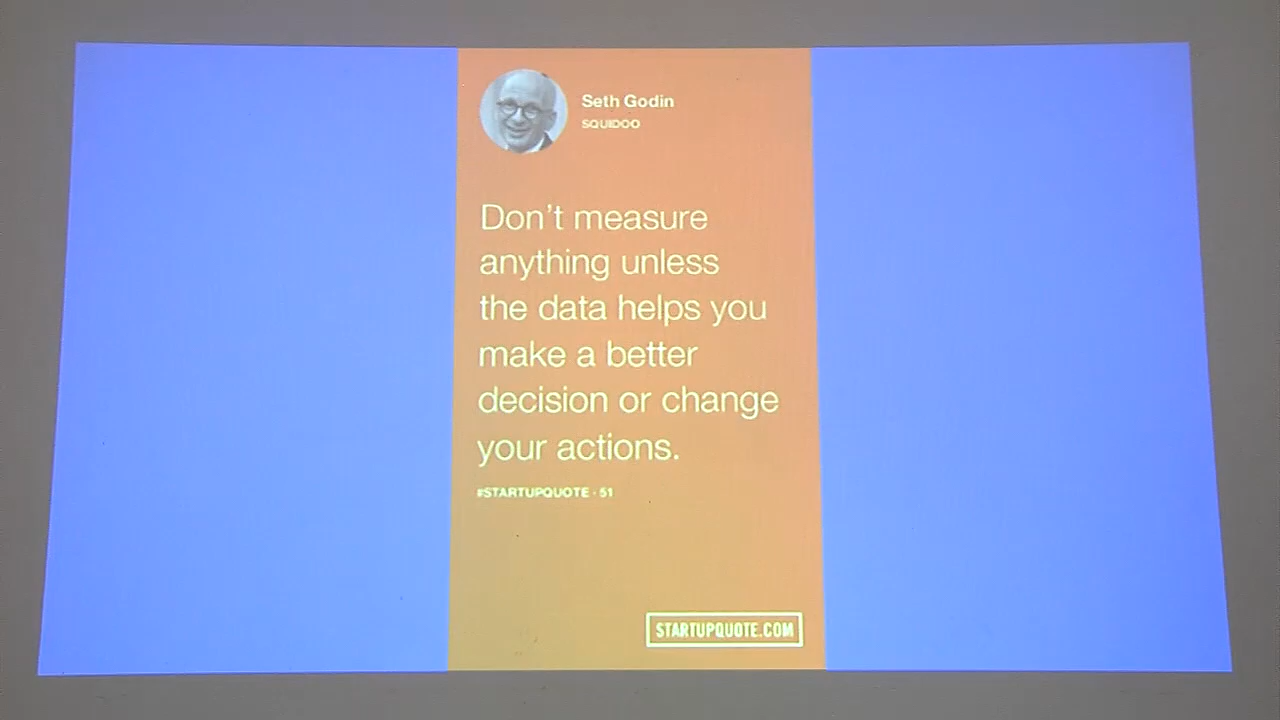 Seth Godin
SQUIDOO
Don't measure
anything unless
the data helps you
make a better
decision or change
your actions.
#STARTUPQUOTE · 51
STARTUPQUOTE.COM